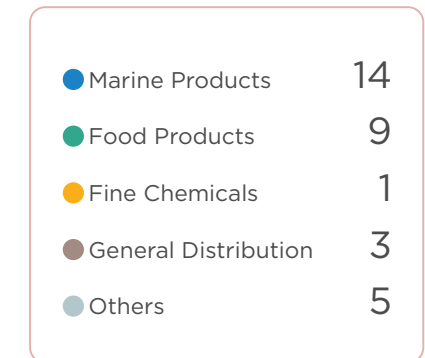 Marine Products 14
Food Products 9
Fine Chemicals 1
General Distribution 3
Others 5